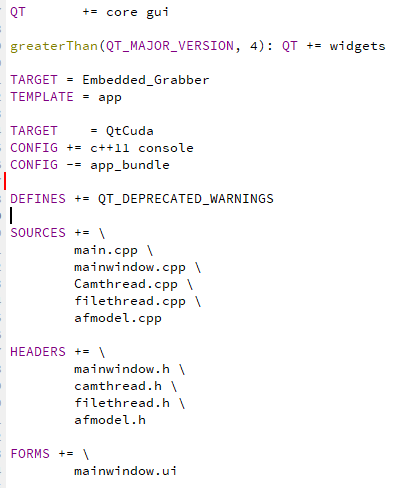 QT       += core gui
greaterThan(QT_MAJOR_VERSION, 4): QT += widgets
TARGET = Embedded_Grabber
TEMPLATE = app
TARGET    = QtCuda
CONFIG += c++11 console
CONFIG -= app_bundle
DEFINES += QT_DEPRECATED_WARNINGS
SOURCES += \
        main.cpp \
        mainwindow.cpp \
        Camthread.cpp \
        filethread.cpp \
        afmodel.cpp
HEADERS += \
        mainwindow.h \
        camthread.h \
        filethread.h \
        afmodel.h
FORMS += \
        mainwindow.ui